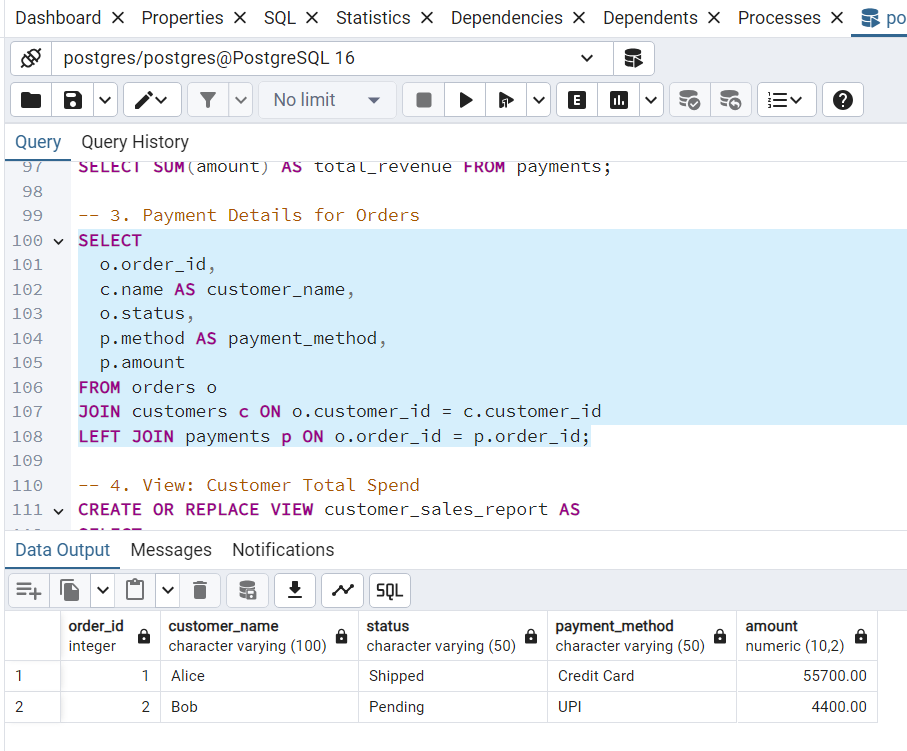 Dashboard Properties SQL Statistics Dependencies Dependents Processes po
postgres/postgres@PostgreSQL 16
No limit E
Query Query History
97 SELECT SUM(amount) AS total_revenue FROM payments;
98
99 -- 3. Payment Details for Orders
100 SELECT
101 o.order_id,
102 c.name AS customer_name,
103 o.status,
104 p.method AS payment_method,
105 p.amount
106 FROM orders o
107 JOIN customers c ON o.customer_id = c.customer_id
108 LEFT JOIN payments p ON o.order_id = p.order_id;
109
110 -- 4. View: Customer Total Spend
111 CREATE OR REPLACE VIEW customer_sales_report AS
Data Output Messages Notifications
SQL
order_id customer_name status payment_method amount
integer character varying (100) character varying (50) character varying (50) numeric (10,2)
1 1 Alice Shipped Credit Card 55700.00
2 2 Bob Pending UPI 4400.00